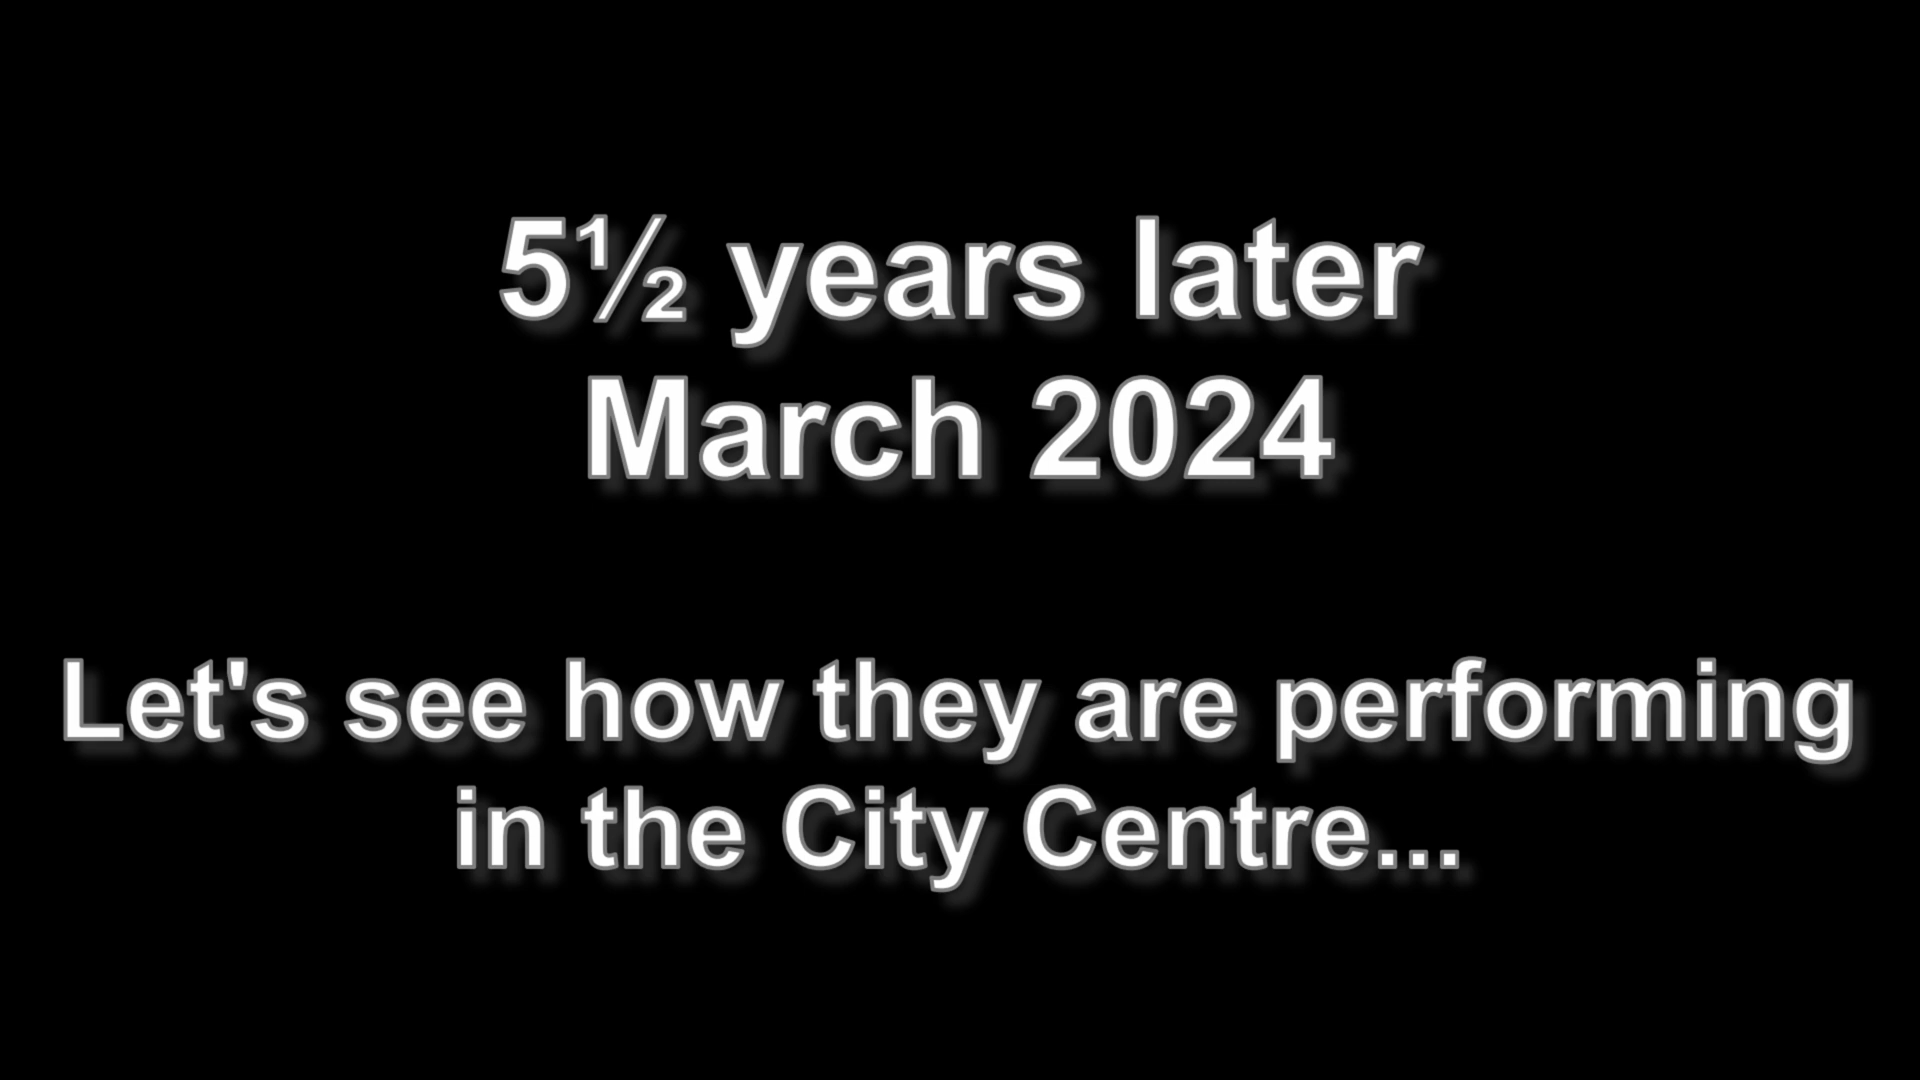 5½ years later
March 2024
Let's see how they are performing
in the City Centre...